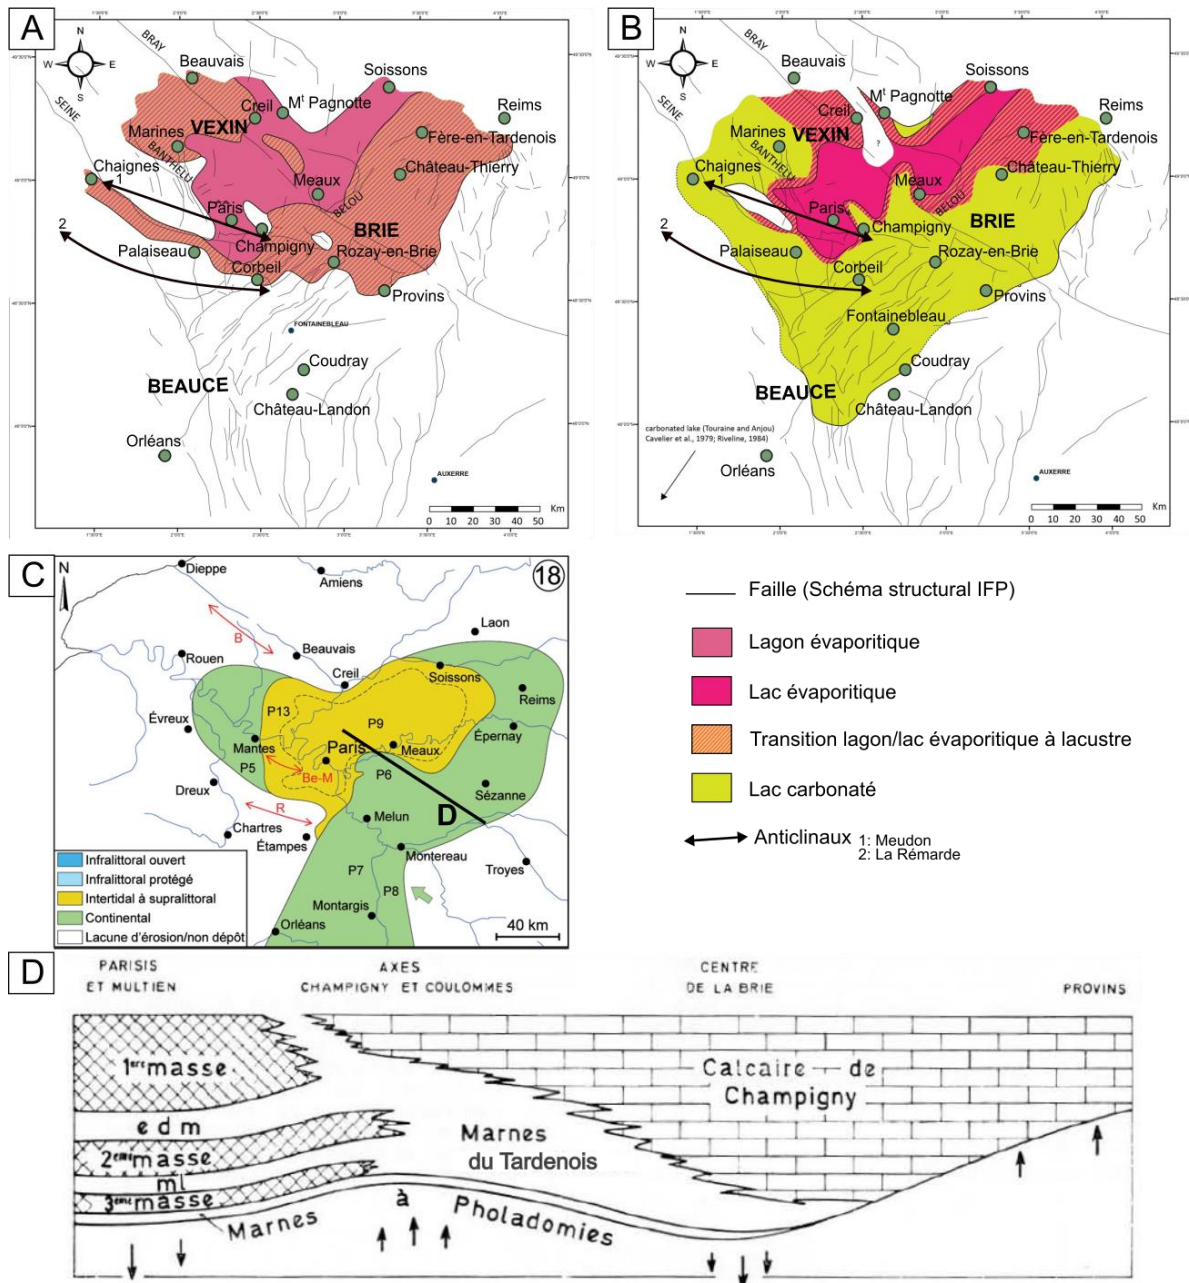 A
N
W
E
S
BRAY
SEINE
Beauvais
Soissons
Creil
Mt Pagnotte
Reims
VEXIN
Marines
BANTHELU
Fère-en-Tardenois
Château-Thierry
Chaignes
1
Meaux
BELOU
2
Paris
BRIE
Champigny
Palaiseau
Rozay-en-Brie
Corbeil
Provins
FONTAINEBLEAU
Coudray
BEAUCE
Château-Landon
Orléans
AUXERRE
Km
0 10 20 30 40 50
B
N
W
E
S
BRAY
SEINE
Beauvais
Soissons
Mt Pagnotte
Creil
Reims
VEXIN
Marines
?
BANTHELU
Fère-en-Tardenois
Chaignes
Château-Thierry
1
Meaux
BELOU
2
Paris
BRIE
Champigny
Palaiseau
Rozay-en-Brie
Corbeil
Provins
Fontainebleau
Coudray
BEAUCE
Château-Landon
carbonated lake (Touraine and Anjou)
Cavelier et al., 1979; Riveline, 1984)
Orléans
AUXERRE
Km
0 10 20 30 40 50
C
N
18
Dieppe
Amiens
B
Laon
Rouen
Beauvais
Creil
Soissons
Reims
P13
P9
Évreux
Mantes
Paris
Meaux
Épernay
P5
Be-M
P6
Dreux
Sézanne
R
Melun
D
Chartres
Étampes
Montereau
Troyes
P7
P8
Montargis
Orléans
40 km
Infralittoral ouvert
Infralittoral protégé
Intertidal à supralittoral
Continental
Lacune d'érosion/non dépôt
Faille (Schéma structural IFP)
Lagon évaporitique
Lac évaporitique
Transition lagon/lac évaporitique à lacustre
Lac carbonaté
Anticlinaux 1: Meudon
2: La Rémarde
D
PARISIS
ET MULTIEN
AXES
CHAMPIGNY ET COULOMMES
CENTRE
DE LA BRIE
PROVINS
1ere masse
e d m
2eme masse
ml
3eme masse
Marnes à Pholadomies
Marnes
du Tardenois
Calcaire de
Champigny